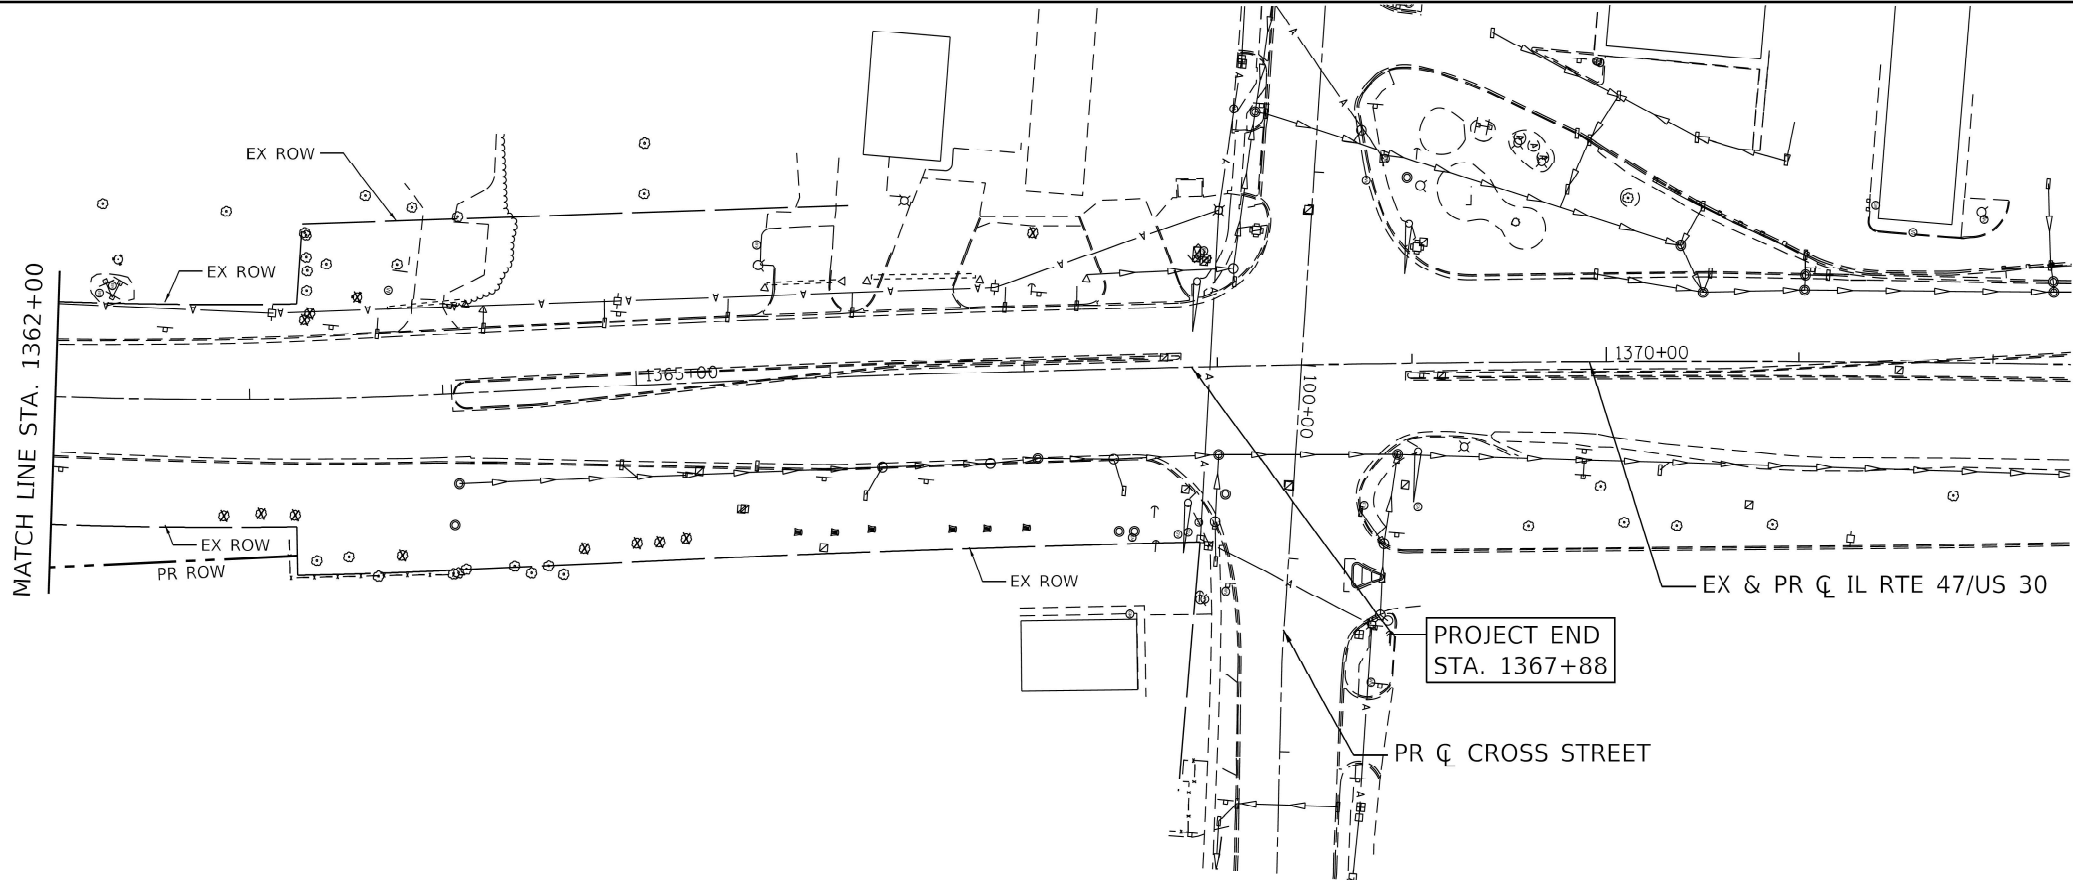 EX ROW
EX ROW
MATCH LINE STA. 1362+00
1365+00
1370+00
100+00
EX ROW
PR ROW
EX ROW
EX & PR ℄ IL RTE 47/US 30
PROJECT END
STA. 1367+88
PR ℄ CROSS STREET